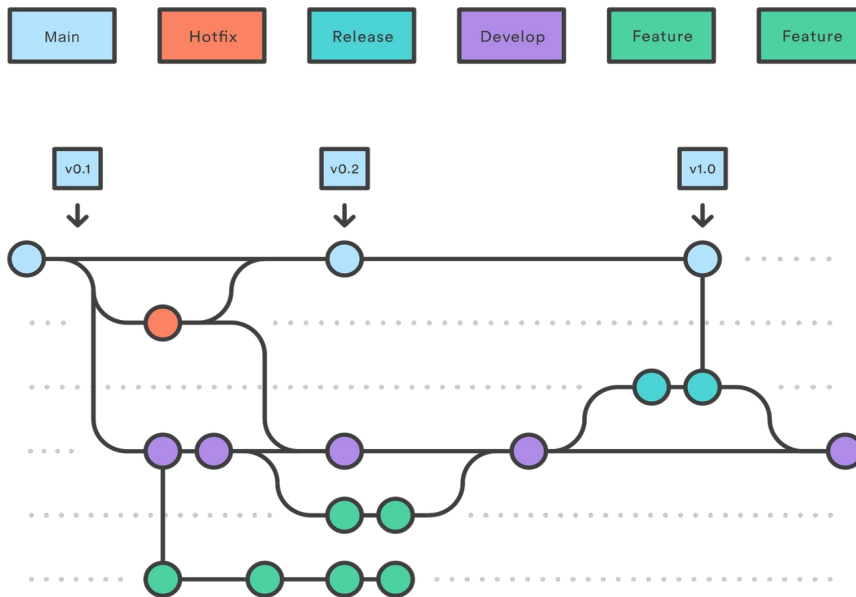 Main
Hotfix
Release
Develop
Feature
Feature
v0.1
v0.2
v1.0